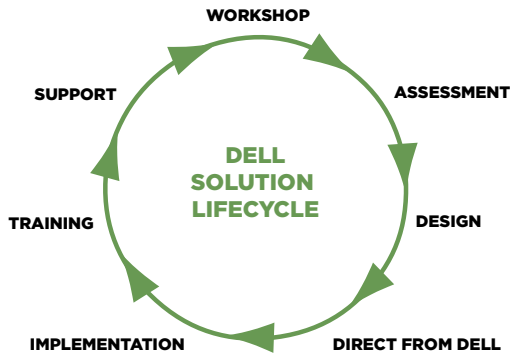 WORKSHOP
ASSESSMENT
DESIGN
DIRECT FROM DELL
IMPLEMENTATION
TRAINING
SUPPORT
DELL
SOLUTION
LIFECYCLE